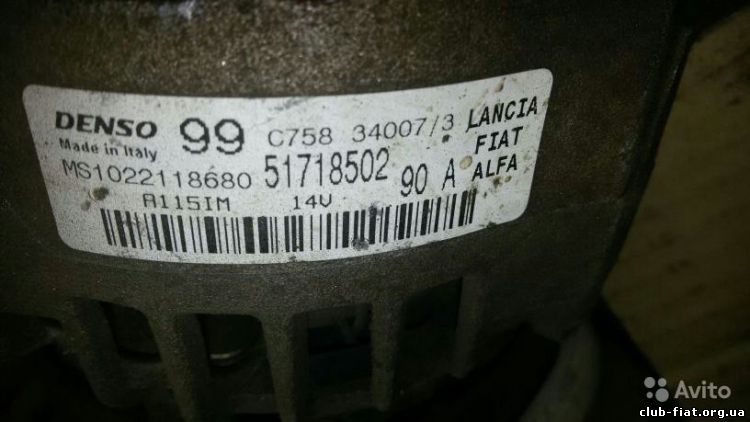 DENSO 99 C758 34007/3 LANCIA
Made in Italy FIAT
MS1022118680 51718502 90 A ALFA
A115IM 14V
Avito
club-fiat.org.ua